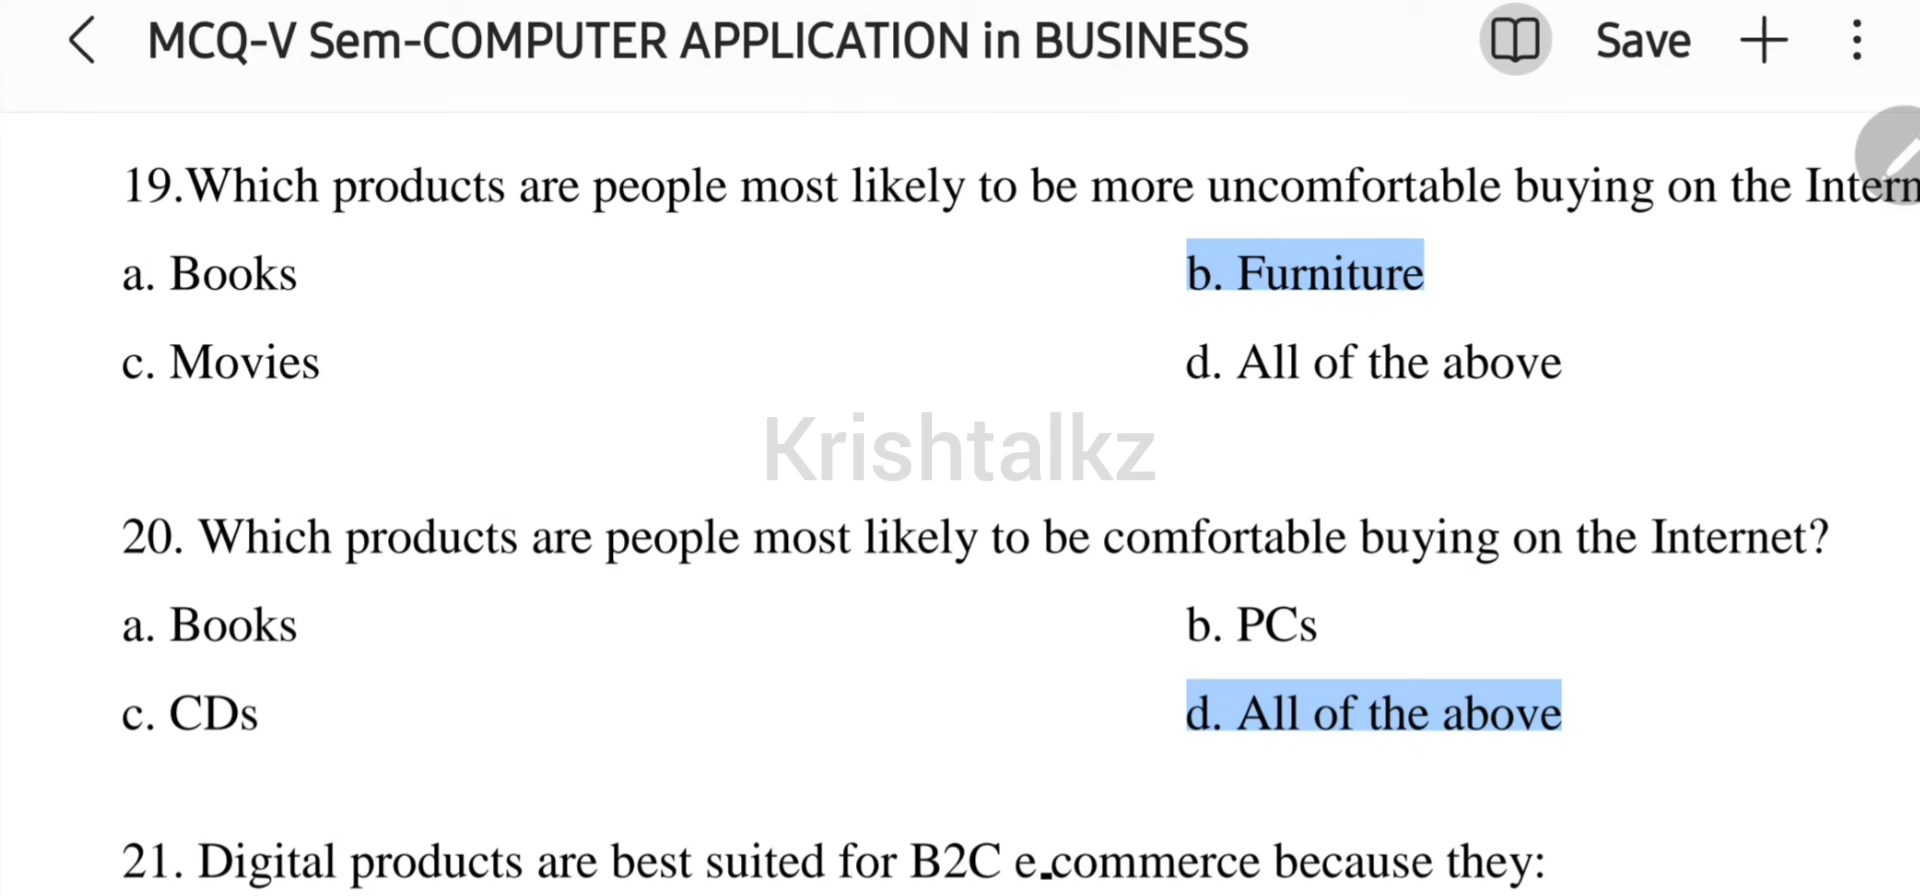 MCQ-V Sem-COMPUTER APPLICATION in BUSINESS Save
19.Which products are people most likely to be more uncomfortable buying on the Intern
a. Books b. Furniture
c. Movies d. All of the above
Krishtalkz
20. Which products are people most likely to be comfortable buying on the Internet?
a. Books b. PCs
c. CDs d. All of the above
21. Digital products are best suited for B2C e-commerce because they: